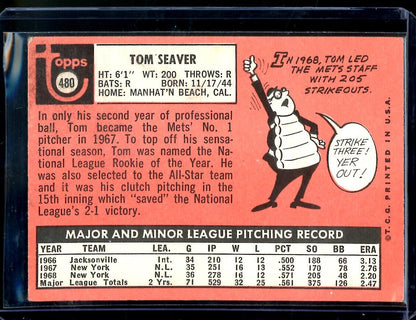 topps
480
TOM SEAVER
HT: 6'1" WT: 200 THROWS: R
BATS: R BORN: 11/17/44
HOME: MANHAT'N BEACH, CAL.
In only his second year of professional
ball, Tom became the Mets' No. 1
pitcher in 1967. To top off his sensational
season, Tom was named the Na-
tional League Rookie of the Year. He
was also selected to the All-Star team
and it was his clutch pitching in the
15th inning which "saved" the National
League's 2-1 victory.
IN 1968, TOM LED
THE METS STAFF
WITH 205
STRIKEOUTS.
STRIKE
THREE!
YER
OUT!
MAJOR AND MINOR LEAGUE PITCHING RECORD
YEAR TEAM LEA. G IP W L PCT SO BB ERA
1966 Jacksonville Int. 34 210 12 12 .500 188 66 3.13
1967 New York N.L. 35 251 16 13 .552 170 78 2.76
1968 New York N.L. 36 278 16 12 .571 205 48 2.20
Major League Totals 2 Yrs. 71 529 32 25 .561 375 126 2.47
© T.C.G. PRINTED IN U.S.A.